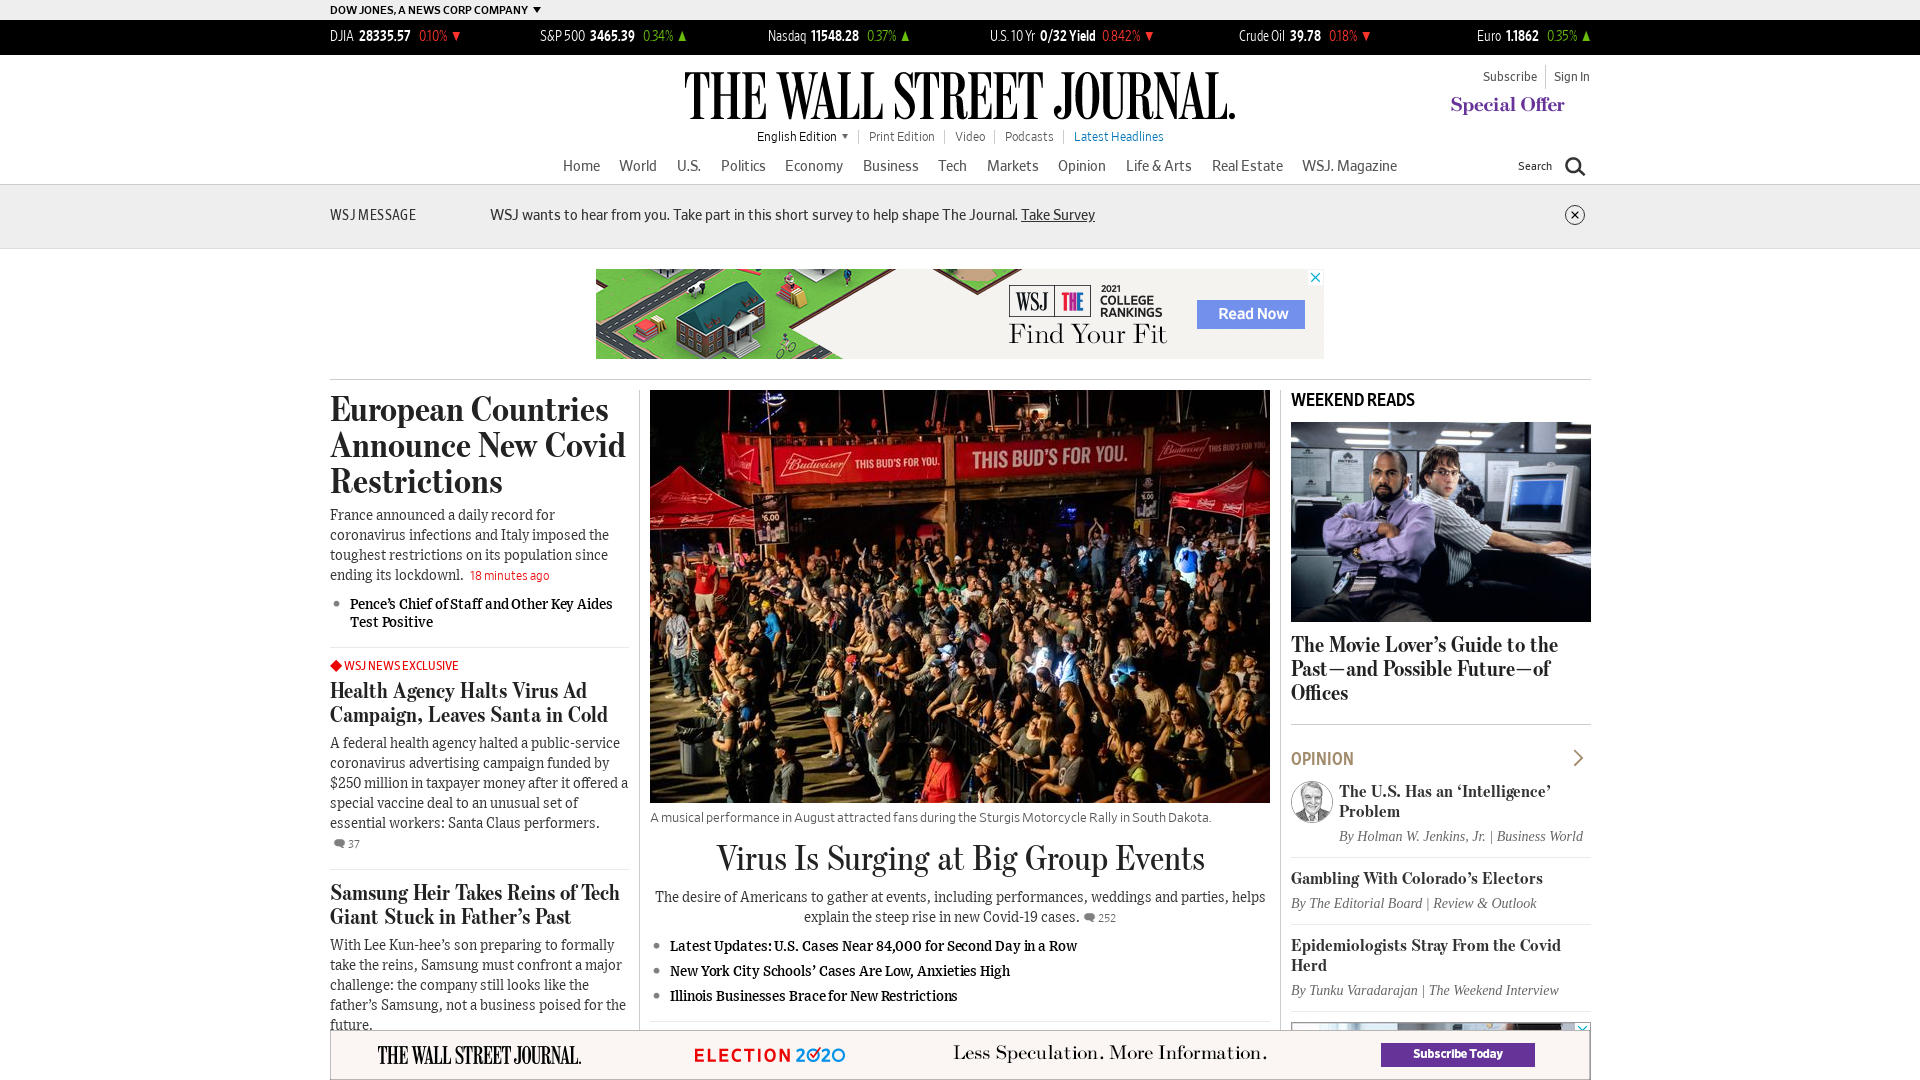 DOW JONES, A NEWS CORP COMPANY
DJIA 28335.57 0.10% S&P 500 3465.39 0.34% Nasdaq 11548.28 0.37% U.S. 10 Yr 0/32 Yield 0.842% Crude Oil 39.78 0.18% Euro 1.1862 0.35%
Subscribe Sign In
THE WALL STREET JOURNAL.
Special Offer
English Edition Print Edition Video Podcasts Latest Headlines
Home World U.S. Politics Economy Business Tech Markets Opinion Life & Arts Real Estate WSJ. Magazine Search
WSJ MESSAGE WSJ wants to hear from you. Take part in this short survey to help shape The Journal. Take Survey
WSJ THE 2021 COLLEGE RANKINGS
Find Your Fit
Read Now
European Countries
Announce New Covid
Restrictions
France announced a daily record for
coronavirus infections and Italy imposed the
toughest restrictions on its population since
ending its lockdownl. 18 minutes ago
Pence’s Chief of Staff and Other Key Aides
Test Positive
WSJ NEWS EXCLUSIVE
Health Agency Halts Virus Ad
Campaign, Leaves Santa in Cold
A federal health agency halted a public-service
coronavirus advertising campaign funded by
$250 million in taxpayer money after it offered a
special vaccine deal to an unusual set of
essential workers: Santa Claus performers.
37
Samsung Heir Takes Reins of Tech
Giant Stuck in Father’s Past
With Lee Kun-hee’s son preparing to formally
take the reins, Samsung must confront a major
challenge: the company still looks like the
father’s Samsung, not a business poised for the
future.
Budweiser THIS BUD'S FOR YOU. THIS BUD'S FOR YOU. Budweiser
A musical performance in August attracted fans during the Sturgis Motorcycle Rally in South Dakota.
Virus Is Surging at Big Group Events
The desire of Americans to gather at events, including performances, weddings and parties, helps
explain the steep rise in new Covid-19 cases. 252
Latest Updates: U.S. Cases Near 84,000 for Second Day in a Row
New York City Schools’ Cases Are Low, Anxieties High
Illinois Businesses Brace for New Restrictions
WEEKEND READS
The Movie Lover’s Guide to the
Past—and Possible Future—of
Offices
OPINION
The U.S. Has an ‘Intelligence’
Problem
By Holman W. Jenkins, Jr. | Business World
Gambling With Colorado’s Electors
By The Editorial Board | Review & Outlook
Epidemiologists Stray From the Covid
Herd
By Tunku Varadarajan | The Weekend Interview
THE WALL STREET JOURNAL. ELECTION 2020 Less Speculation. More Information. Subscribe Today